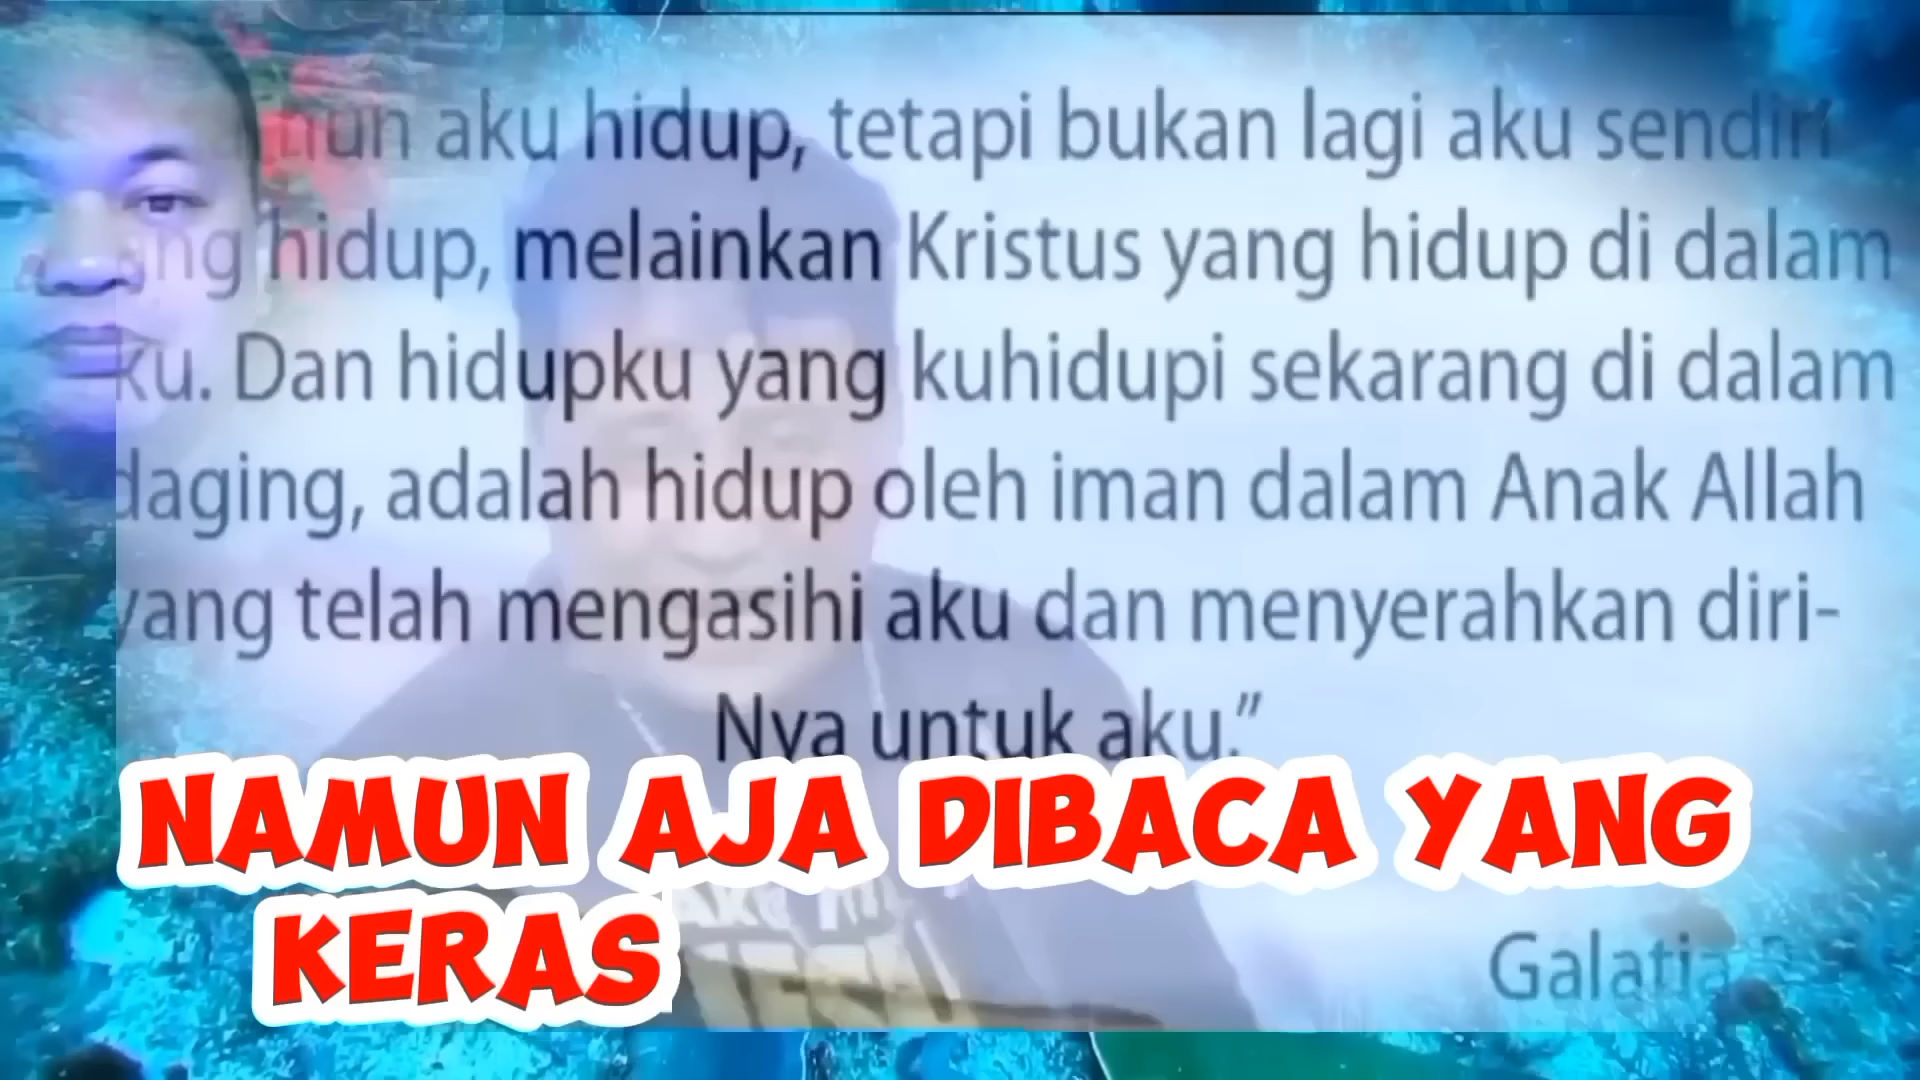 aku hidup, tetapi bukan lagi aku sendiri
hidup, melainkan Kristus yang hidup di dalam
ku. Dan hidupku yang kuhidupi sekarang di dalam
daging, adalah hidup oleh iman dalam Anak Allah
yang telah mengasihi aku dan menyerahkan diri-
Nya untuk aku.”
NAMUN AJA DIBACA YANG
KERAS